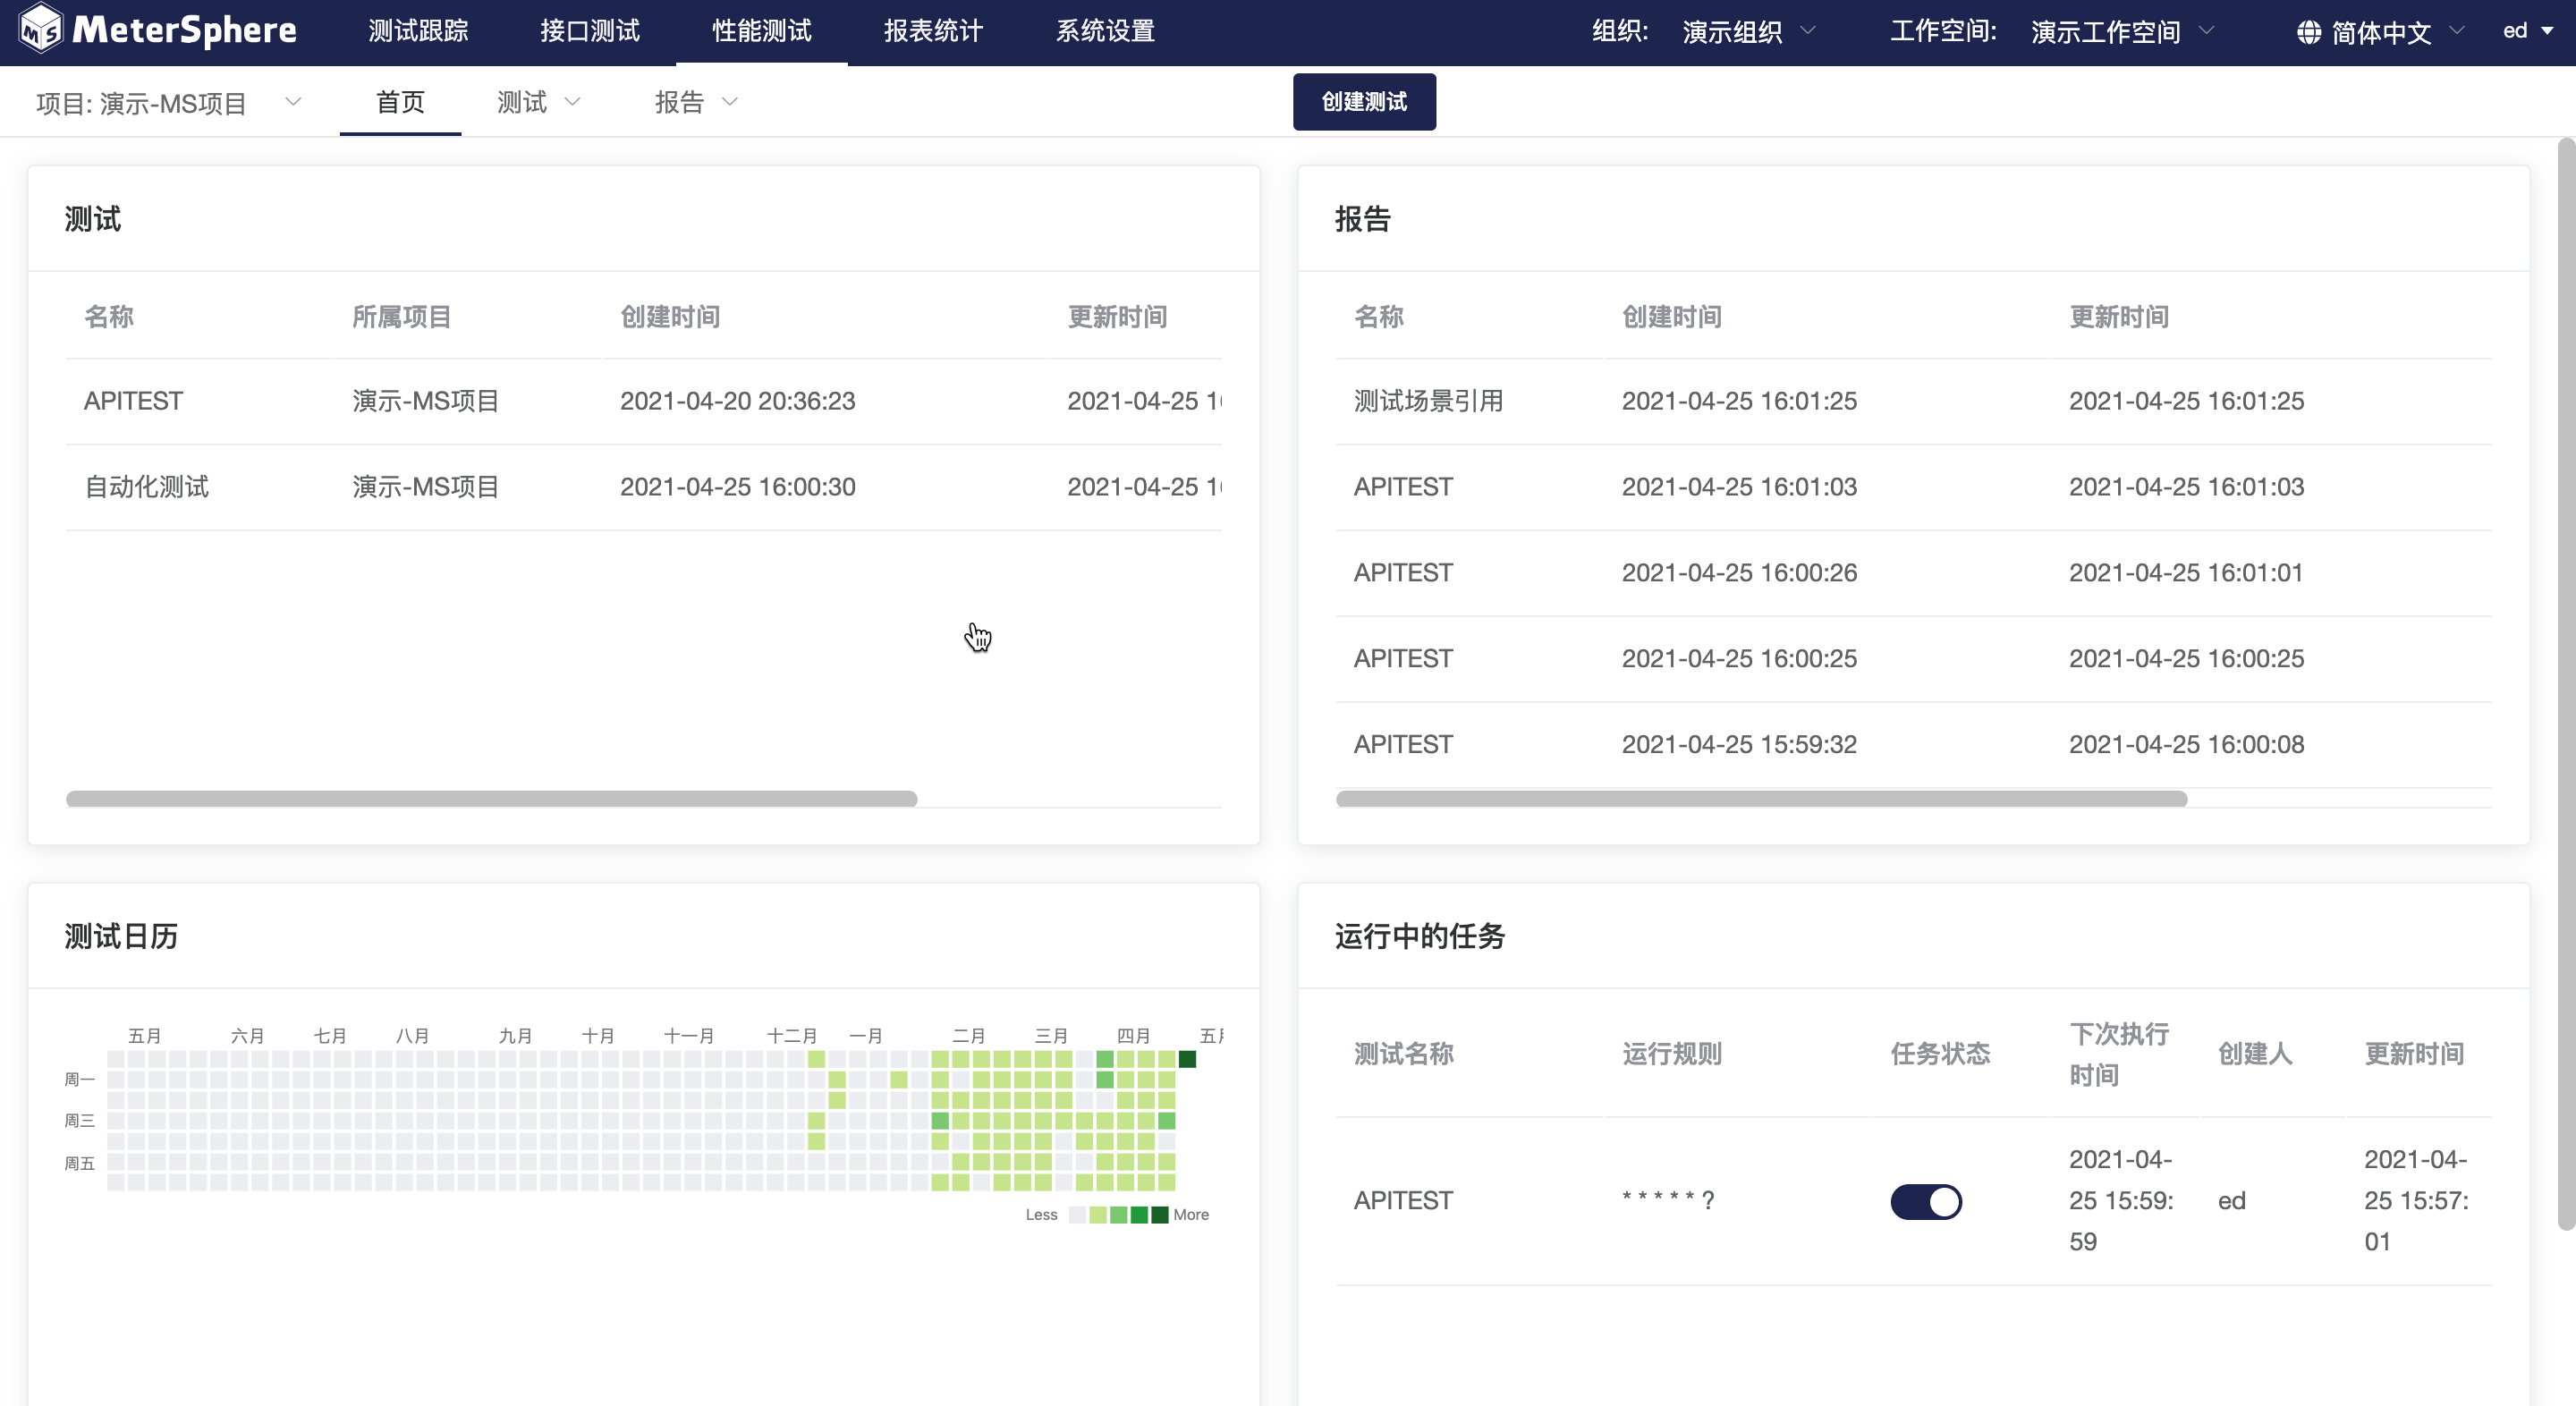 MS MeterSphere 测试跟踪 接口测试 性能测试 报表统计 系统设置 组织: 演示组织 工作空间: 演示工作空间 简体中文 ed
项目: 演示-MS项目 首页 测试 报告 创建测试
测试
名称 所属项目 创建时间 更新时间
APITEST 演示-MS项目 2021-04-20 20:36:23 2021-04-25 1
自动化测试 演示-MS项目 2021-04-25 16:00:30 2021-04-25 1
报告
名称 创建时间 更新时间
测试场景引用 2021-04-25 16:01:25 2021-04-25 16:01:25
APITEST 2021-04-25 16:01:03 2021-04-25 16:01:03
APITEST 2021-04-25 16:00:26 2021-04-25 16:01:01
APITEST 2021-04-25 16:00:25 2021-04-25 16:00:25
APITEST 2021-04-25 15:59:32 2021-04-25 16:00:08
测试日历
五月 六月 七月 八月 九月 十月 十一月 十二月 一月 二月 三月 四月 五
周一
周三
周五
Less More
运行中的任务
测试名称 运行规则 任务状态 下次执行时间 创建人 更新时间
APITEST * * * * * ? 2021-04-25 15:59:59 ed 2021-04-25 15:57:01